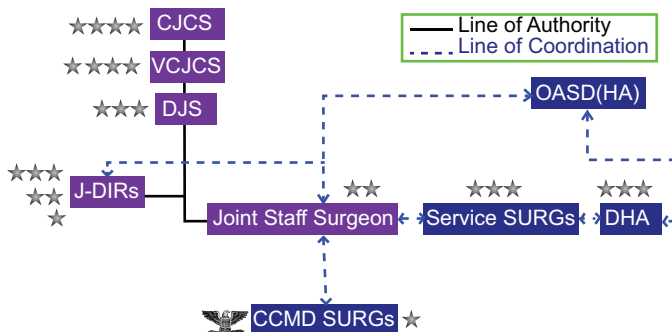 CJCS
Line of Authority
Line of Coordination
VCJCS
OASD(HA)
DJS
J-DIRs
Joint Staff Surgeon
Service SURGs
DHA
CCMD SURGs